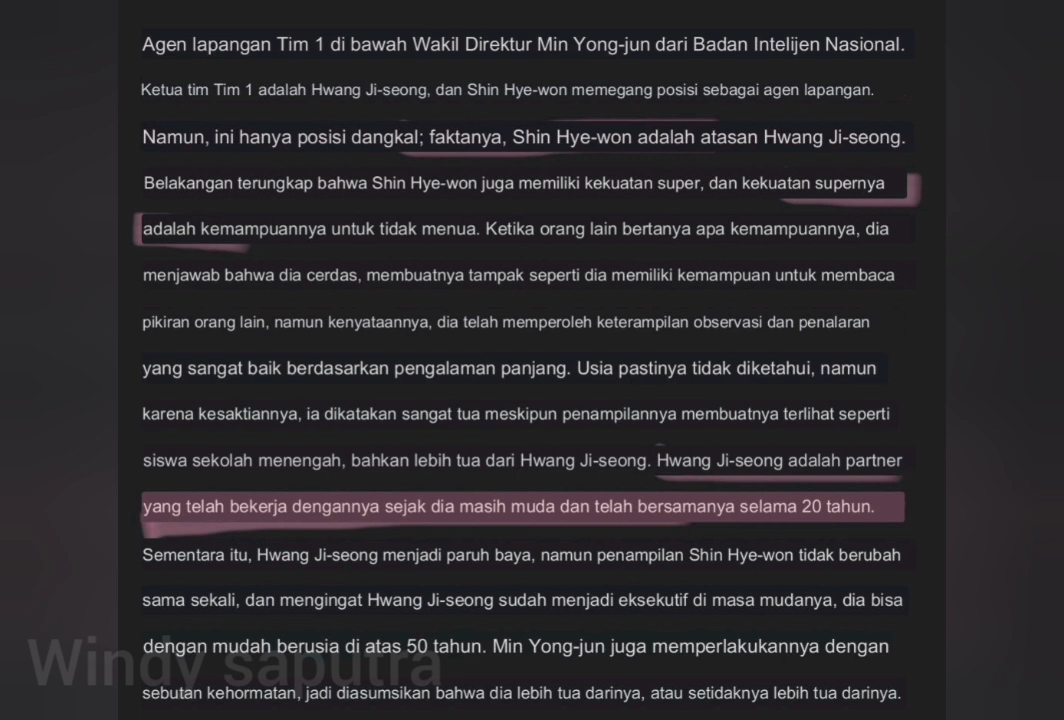 Agen lapangan Tim 1 di bawah Wakil Direktur Min Yong-jun dari Badan Intelijen Nasional.
Ketua tim Tim 1 adalah Hwang Ji-seong, dan Shin Hye-won memegang posisi sebagai agen lapangan.
Namun, ini hanya posisi dangkal; faktanya, Shin Hye-won adalah atasan Hwang Ji-seong.
Belakangan terungkap bahwa Shin Hye-won juga memiliki kekuatan super, dan kekuatan supernya
adalah kemampuannya untuk tidak menua. Ketika orang lain bertanya apa kemampuannya, dia
menjawab bahwa dia cerdas, membuatnya tampak seperti dia memiliki kemampuan untuk membaca
pikiran orang lain, namun kenyataannya, dia telah memperoleh keterampilan observasi dan penalaran
yang sangat baik berdasarkan pengalaman panjang. Usia pastinya tidak diketahui, namun
karena kesaktiannya, ia dikatakan sangat tua meskipun penampilannya membuatnya terlihat seperti
siswa sekolah menengah, bahkan lebih tua dari Hwang Ji-seong. Hwang Ji-seong adalah partner
yang telah bekerja dengannya sejak dia masih muda dan telah bersamanya selama 20 tahun.
Sementara itu, Hwang Ji-seong menjadi paruh baya, namun penampilan Shin Hye-won tidak berubah
sama sekali, dan mengingat Hwang Ji-seong sudah menjadi eksekutif di masa mudanya, dia bisa
dengan mudah berusia di atas 50 tahun. Min Yong-jun juga memperlakukannya dengan
sebutan kehormatan, jadi diasumsikan bahwa dia lebih tua darinya, atau setidaknya lebih tua darinya.
Windy saputra